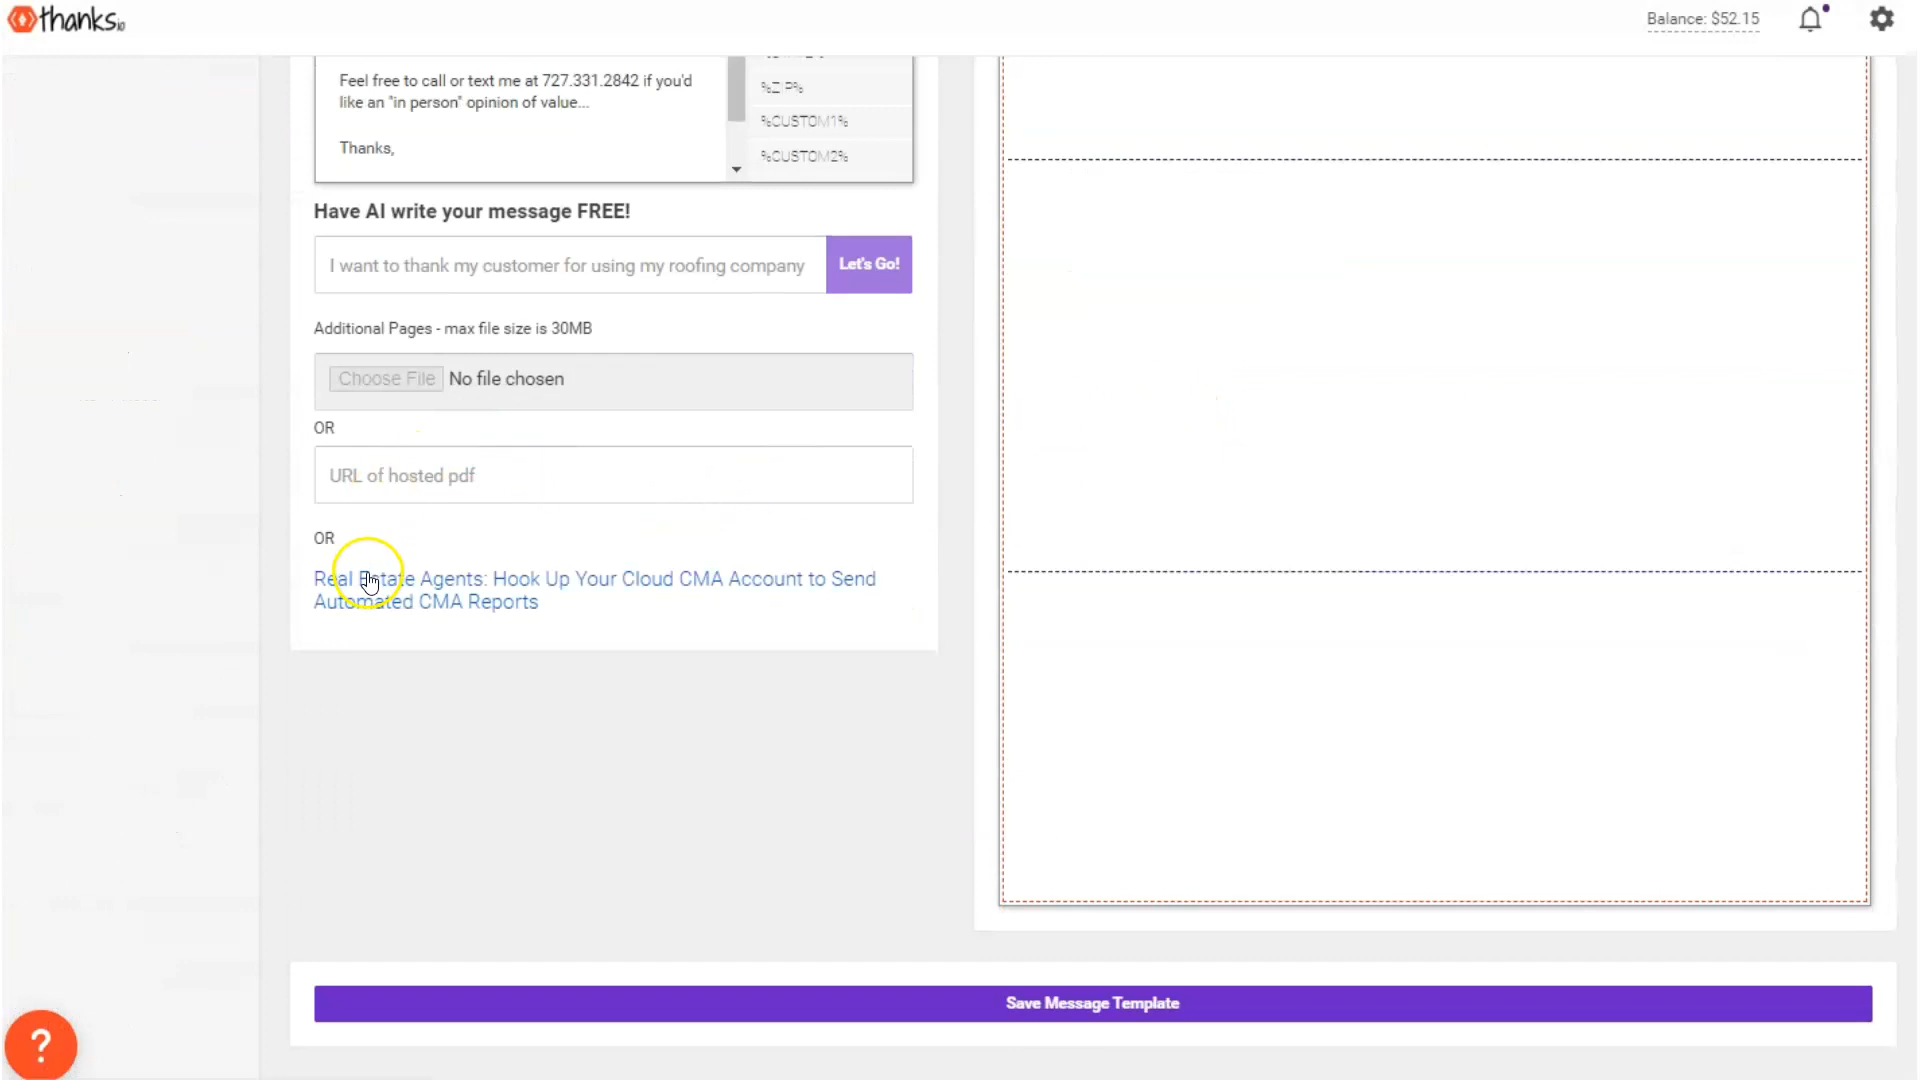 thanks.io
Balance: $52.15
Feel free to call or text me at 727.331.2842 if you'd
like an "in person" opinion of value...
Thanks,
%ZIP%
%CUSTOM1%
%CUSTOM2%
Have AI write your message FREE!
I want to thank my customer for using my roofing company
Let's Go!
Additional Pages - max file size is 30MB
Choose File No file chosen
OR
URL of hosted pdf
OR
Real Estate Agents: Hook Up Your Cloud CMA Account to Send
Automated CMA Reports
Save Message Template
?